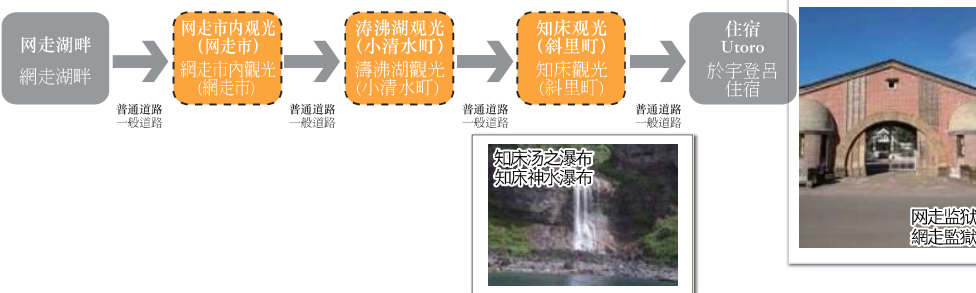 网走湖畔
網走湖畔
普通道路
一般道路
网走市内观光
(网走市)
網走市內觀光
(網走市)
普通道路
一般道路
涛沸湖观光
(小清水町)
濤沸湖觀光
(小清水町)
普通道路
一般道路
知床观光
(斜里町)
知床觀光
(斜里町)
普通道路
一般道路
住宿
Utoro
於宇登呂
住宿
知床汤之瀑布
知床神水瀑布
网走监狱
網走監獄